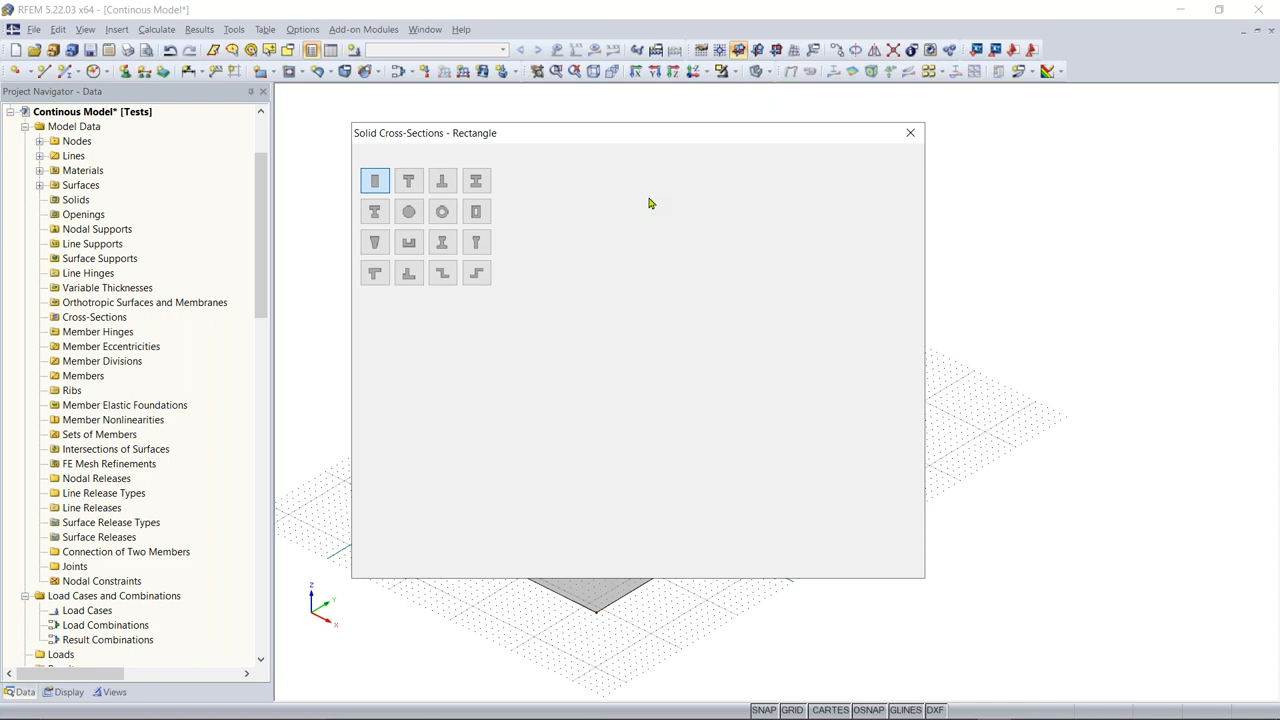 RFEM 5.22.03 x64 - [Continous Model*]
File Edit View Insert Calculate Results Tools Table Options Add-on Modules Window Help
Project Navigator - Data
Continous Model* [Tests]
Model Data
Nodes
Lines
Materials
Surfaces
Solids
Openings
Nodal Supports
Line Supports
Surface Supports
Line Hinges
Variable Thicknesses
Orthotropic Surfaces and Membranes
Cross-Sections
Member Hinges
Member Eccentricities
Member Divisions
Members
Ribs
Member Elastic Foundations
Member Nonlinearities
Sets of Members
Intersections of Surfaces
FE Mesh Refinements
Nodal Releases
Line Release Types
Line Releases
Surface Release Types
Surface Releases
Connection of Two Members
Joints
Nodal Constraints
Load Cases and Combinations
Load Cases
Load Combinations
Result Combinations
Loads
Data Display Views
Solid Cross-Sections - Rectangle
Z
Y
X
SNAP GRID CARTES OSNAP GLINES DXF